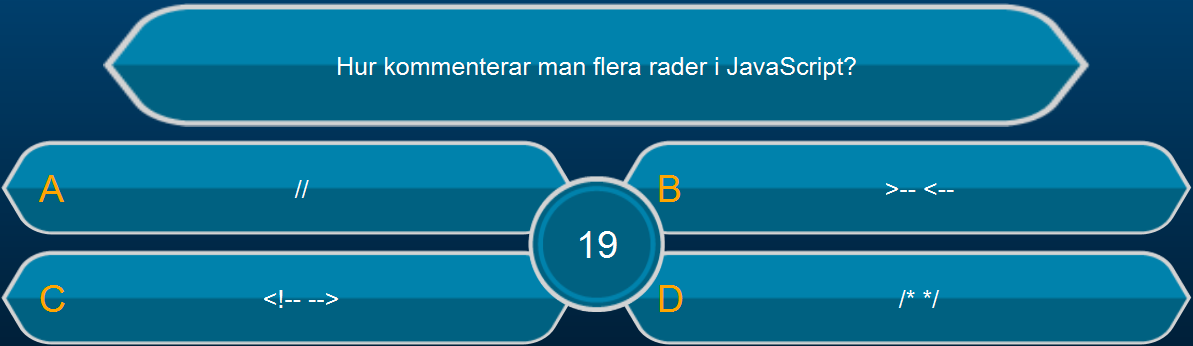 Hur kommenterar man flera rader i JavaScript?
A //
B >-- <--
19
C <!-- -->
D /* */